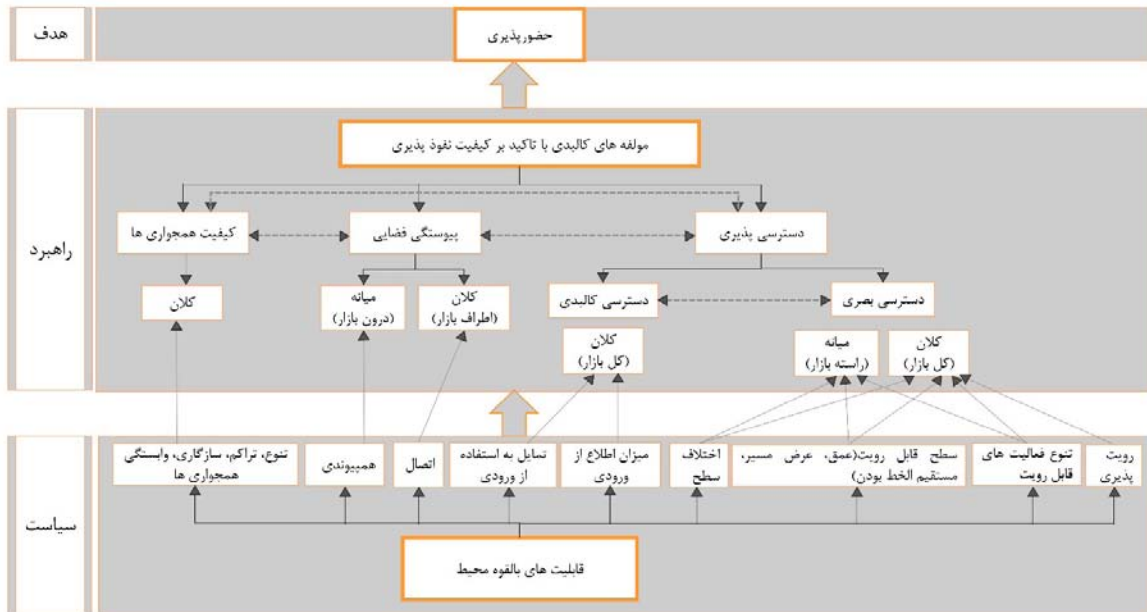 هدف
حضورپذیری
راهبرد
مولفه های کالبدی با تاکید بر کیفیت نفوذ پذیری
دسترسی پذیری
پیوستگی فضایی
کیفیت همجواری ها
دسترسی بصری
دسترسی کالبدی
کلان
(اطراف بازار)
میانه
(درون بازار)
کلان
کلان
(کل بازار)
میانه
(راسته بازار)
کلان
(کل بازار)
سیاست
رویت
پذیری
تنوع فعالیت های
قابل رویت
سطح قابل رویت(عمق، عرض مسیر،
مستقیم الخط بودن)
اختلاف
سطح
میزان اطلاع از
ورودی
تمایل به استفاده
از ورودی
اتصال
همپیوندی
تنوع، تراکم، سازگاری، وابستگی
همجواری ها
قابلیت های بالقوه محیط